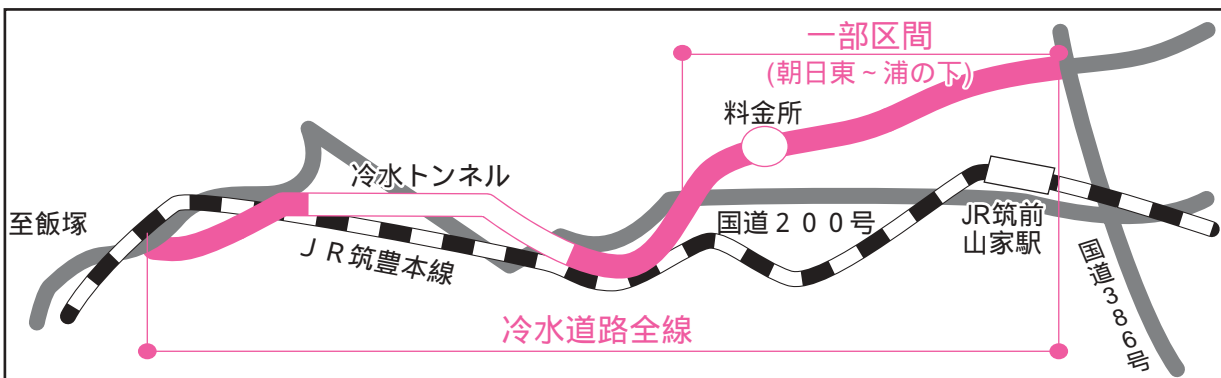 一部区間
(朝日東~浦の下)
料金所
冷水トンネル
至飯塚
国道200号
JR筑前
山家駅
JR筑豊本線
国道386号
冷水道路全線